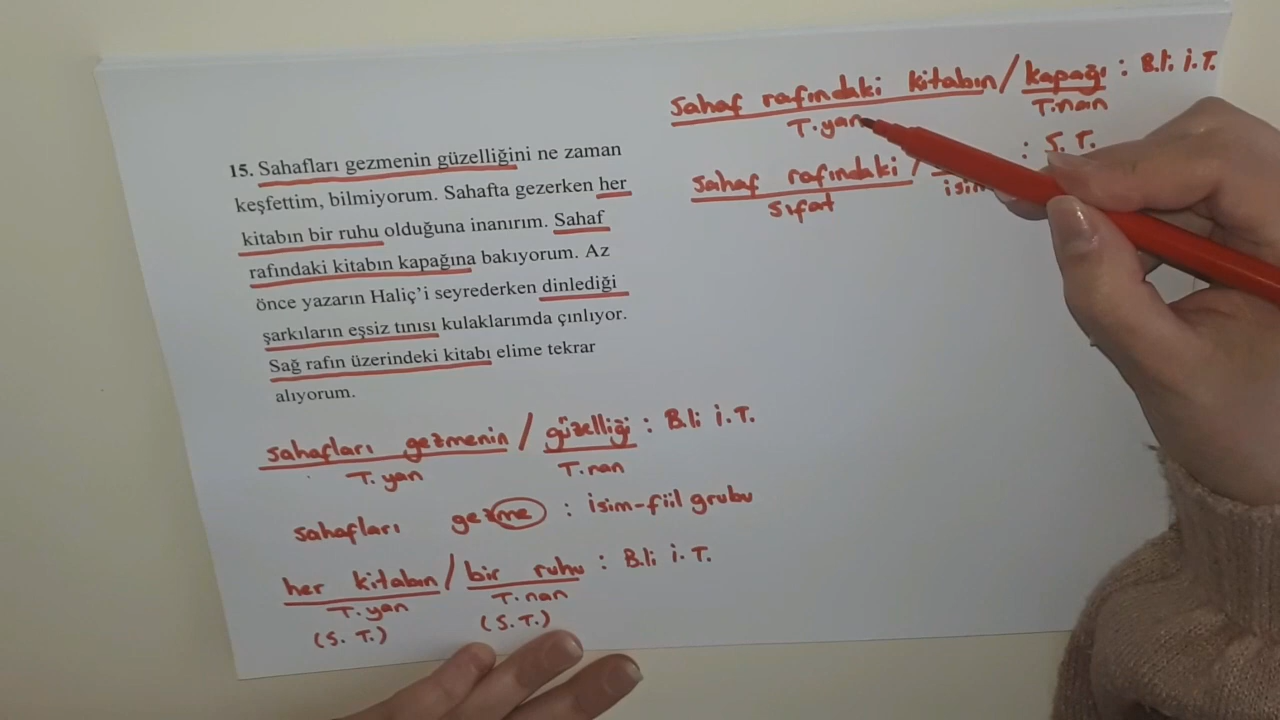 15. Sahafları gezmenin güzelliğini ne zaman
keşfettim, bilmiyorum. Sahafta gezerken her
kitabın bir ruhu olduğuna inanırım. Sahaf
rafındaki kitabın kapağına bakıyorum. Az
önce yazarın Haliç'i seyrederken dinlediği
şarkıların eşsiz tınısı kulaklarımda çınlıyor.
Sağ rafın üzerindeki kitabı elime tekrar
alıyorum.
sahafları gezmenin / güzelliği : B.li İ.T.
T.yan T.nan
sahafları gezme : isim-fiil grubu
her kitabın / bir ruhu : B.li İ.T.
T.yan T.nan
(S.T.) (S.T.)
Sahaf rafındaki kitabın / kapağı : B.li İ.T.
T.yan T.nan
sahaf rafındaki / : S.T.
sıfat isim